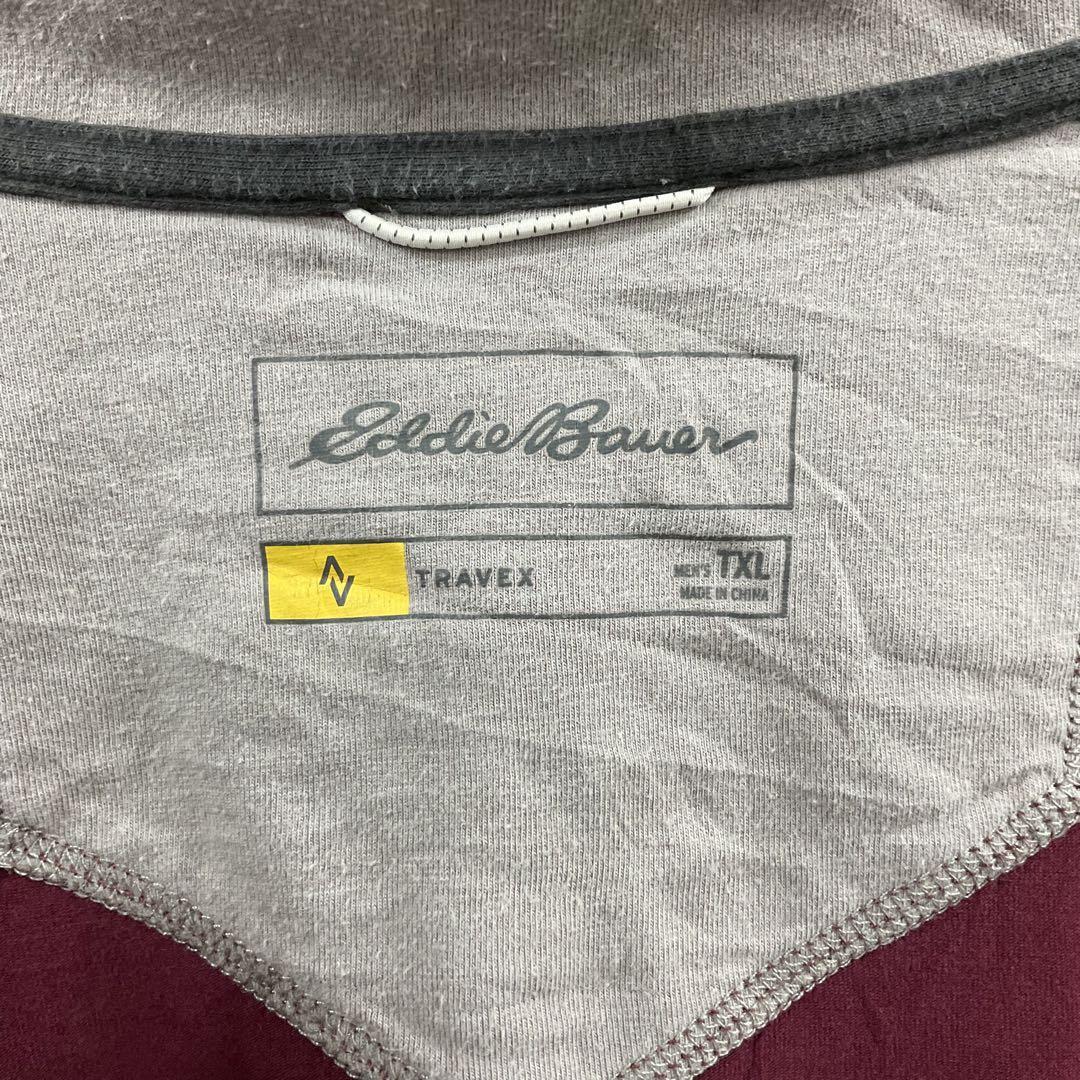 Eddie Bauer
TRAVEX
MEN'S TXL
MADE IN CHINA